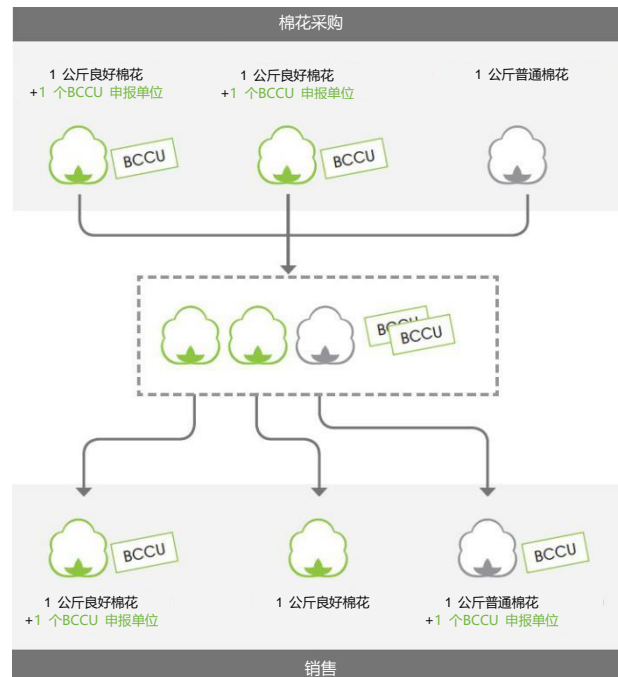 棉花采购
1 公斤良好棉花
+1 个BCCU 申报单位
1 公斤良好棉花
+1 个BCCU 申报单位
1 公斤普通棉花
BCCU
BCCU
BCCU
BCCU
BCCU
BCCU
1 公斤良好棉花
+1 个BCCU 申报单位
1 公斤良好棉花
1 公斤普通棉花
+1 个BCCU 申报单位
销售